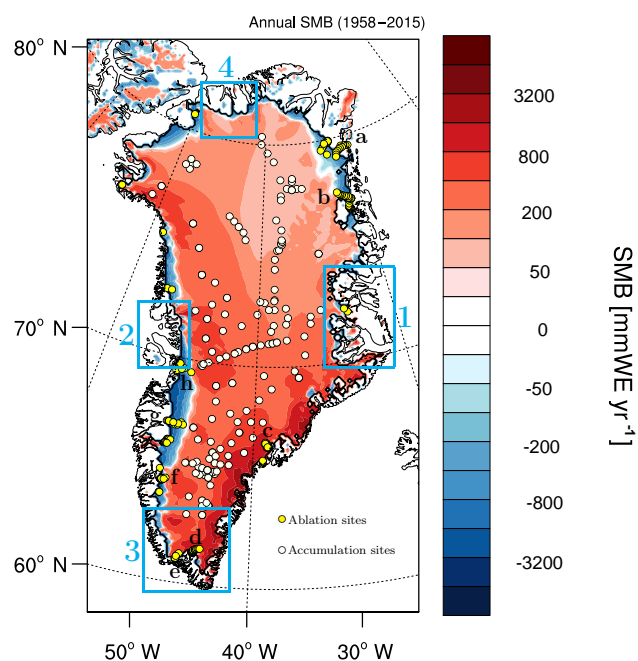 Annual SMB (1958−2015)
80° N
70° N
60° N
50° W
40° W
30° W
4
a
b
1
2
h
g
c
f
3
d
e
Ablation sites
Accumulation sites
3200
800
200
50
0
-50
-200
-800
-3200
SMB [mmWE yr-1]